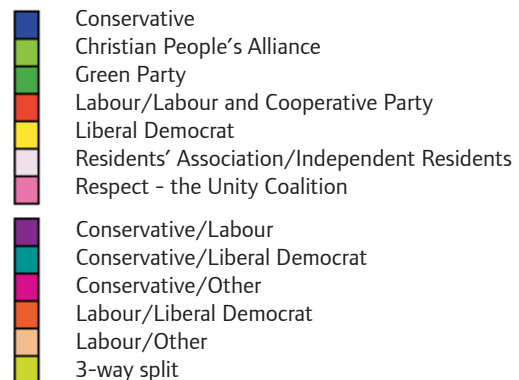 Conservative
Christian People′s Alliance
Green Party
Labour/Labour and Cooperative Party
Liberal Democrat
Residents′ Association/Independent Residents
Respect - the Unity Coalition
Conservative/Labour
Conservative/Liberal Democrat
Conservative/Other
Labour/Liberal Democrat
Labour/Other
3-way split